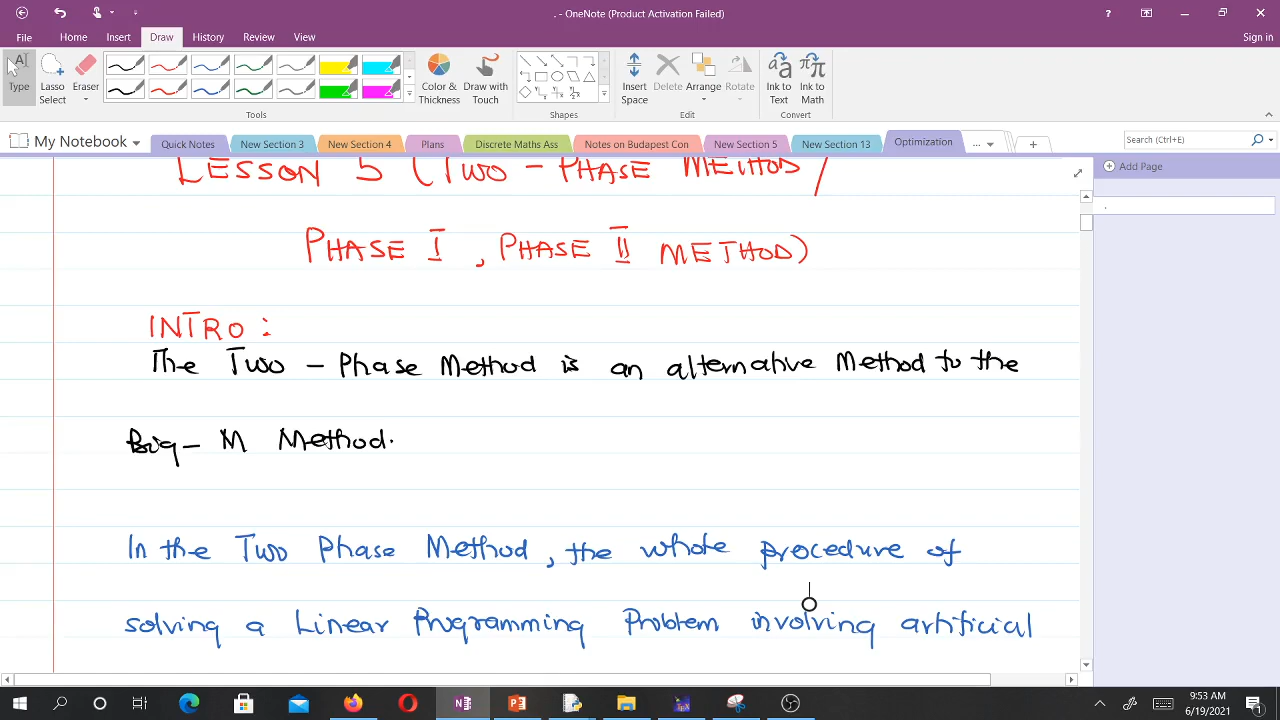 . - OneNote (Product Activation Failed)
File Home Insert Draw History Review View Sign in
Type
Lasso Select
Eraser
Color & Thickness
Draw with Touch
Insert Space
Delete
Arrange
Rotate
Ink to Text
Ink to Math
Tools Shapes Edit Convert
My Notebook Quick Notes New Section 3 New Section 4 Plans Discrete Maths Ass Notes on Budapest Con New Section 5 New Section 13 Optimization ... Search (Ctrl+E)
Add Page
LESSON 5 (TWO - PHASE METHOD /
PHASE I , PHASE II METHOD)
INTRO :
The Two - Phase Method is an alternative Method to the
Big - M Method.
In the Two Phase Method , the whole procedure of
solving a Linear Programming Problem involving artificial
9:53 AM
6/19/2021